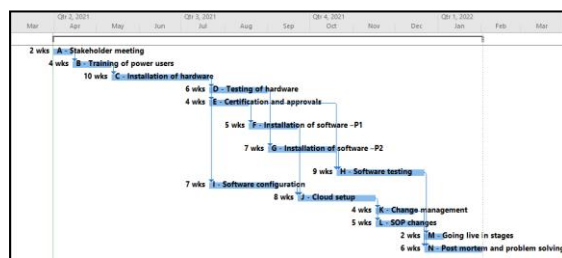 Qtr 2, 2021 Qtr 3, 2021 Qtr 4, 2021 Qtr 1, 2022
Mar Apr May Jun Jul Aug Sep Oct Nov Dec Jan Feb Mar
2 wks A - Stakeholder meeting
4 wks B - Training of power users
10 wks C - Installation of hardware
6 wks D - Testing of hardware
4 wks E - Certification and approvals
5 wks F - Installation of software -P1
7 wks G - Installation of software -P2
9 wks H - Software testing
7 wks I - Software configuration
8 wks J - Cloud setup
4 wks K - Change management
5 wks L - SOP changes
2 wks M - Going live in stages
6 wks N - Post mortem and problem solving